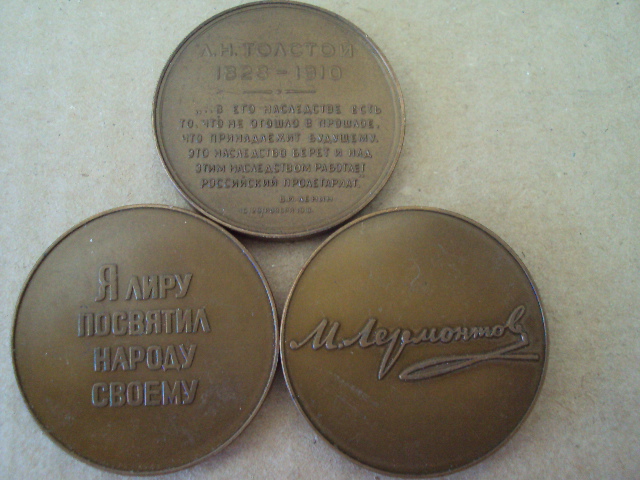 Л.Н. ТОЛСТОЙ
1828–1910
„...В ЕГО НАСЛЕДСТВЕ ЕСТЬ
ТО, ЧТО НЕ ОТОШЛО В ПРОШЛОЕ,
ЧТО ПРИНАДЛЕЖИТ БУДУЩЕМУ.
ЭТО НАСЛЕДСТВО БЕРЕТ И НАД
ЭТИМ НАСЛЕДСТВОМ РАБОТАЕТ
РОССИЙСКИЙ ПРОЛЕТАРИАТ.
В.И. ЛЕНИН
Я ЛИРУ
ПОСВЯТИЛ
НАРОДУ
СВОЕМУ
М. Лермонтов